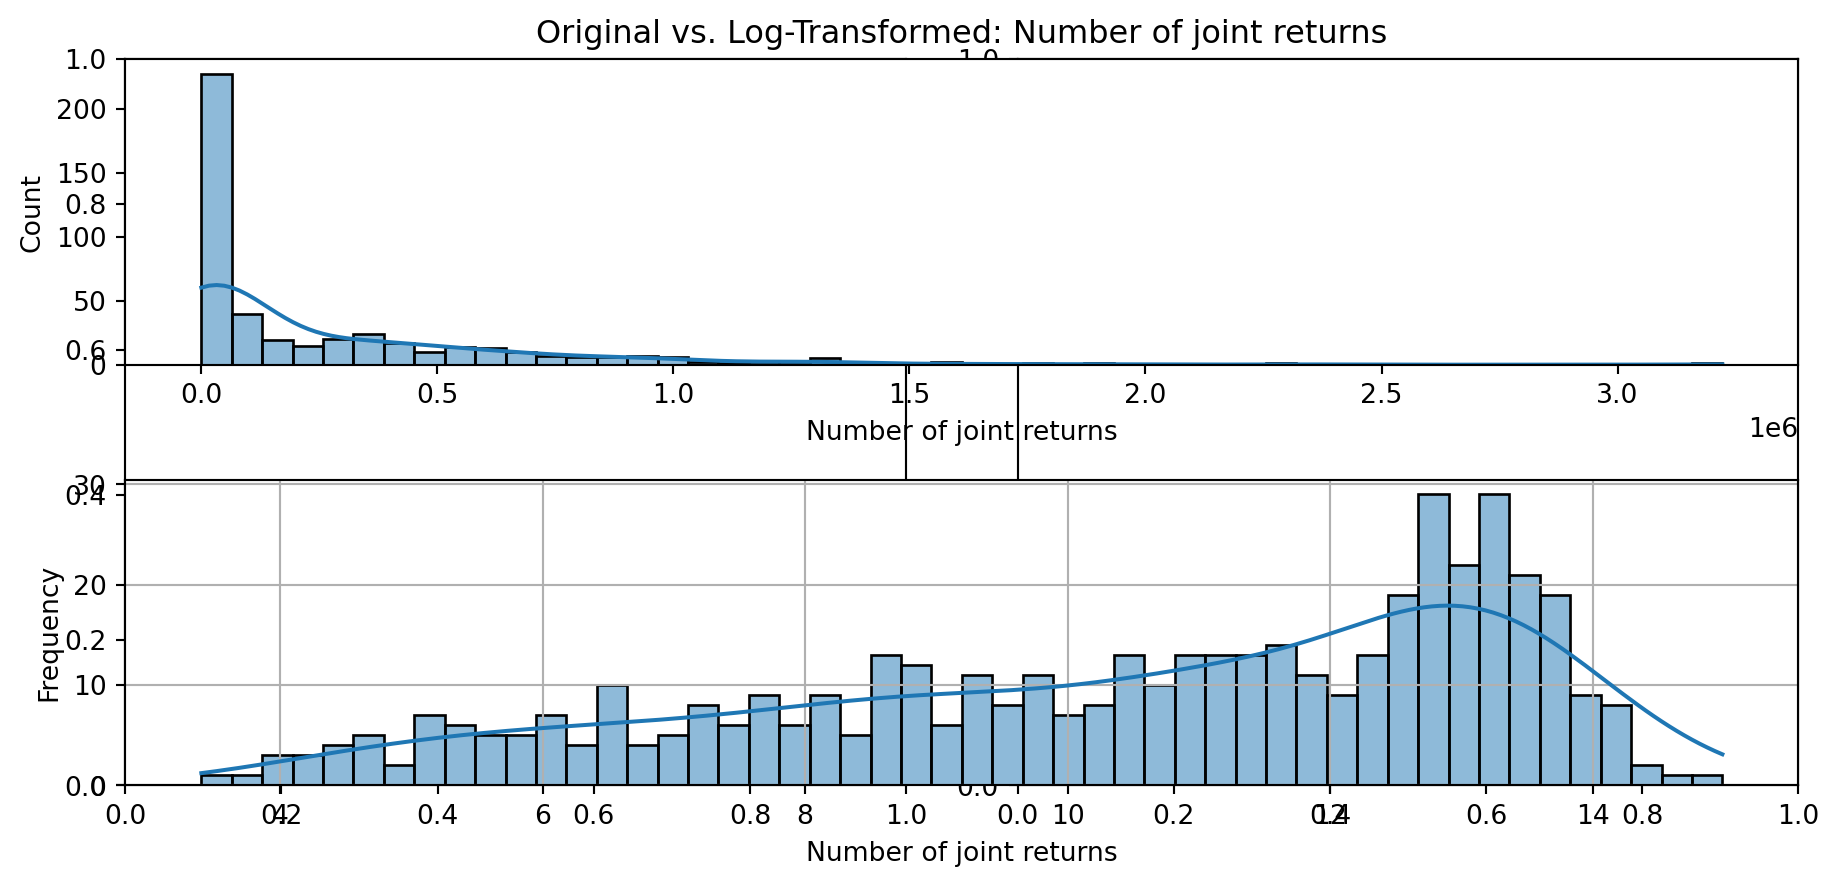 Original vs. Log-Transformed: Number of joint returns
1.0
1.0
200
150
0.8
100
50
0.6
0
Count
0.0 0.5 1.0 1.5 2.0 2.5 3.0
1e6
Number of joint returns
30
0.4
20
0.2
10
0.0
0
0.0
Frequency
0.0 0.2 4 0.4 6 0.6 0.8 8 1.0 0.0 10 0.2 12 0.4 0.6 14 0.8 1.0
Number of joint returns